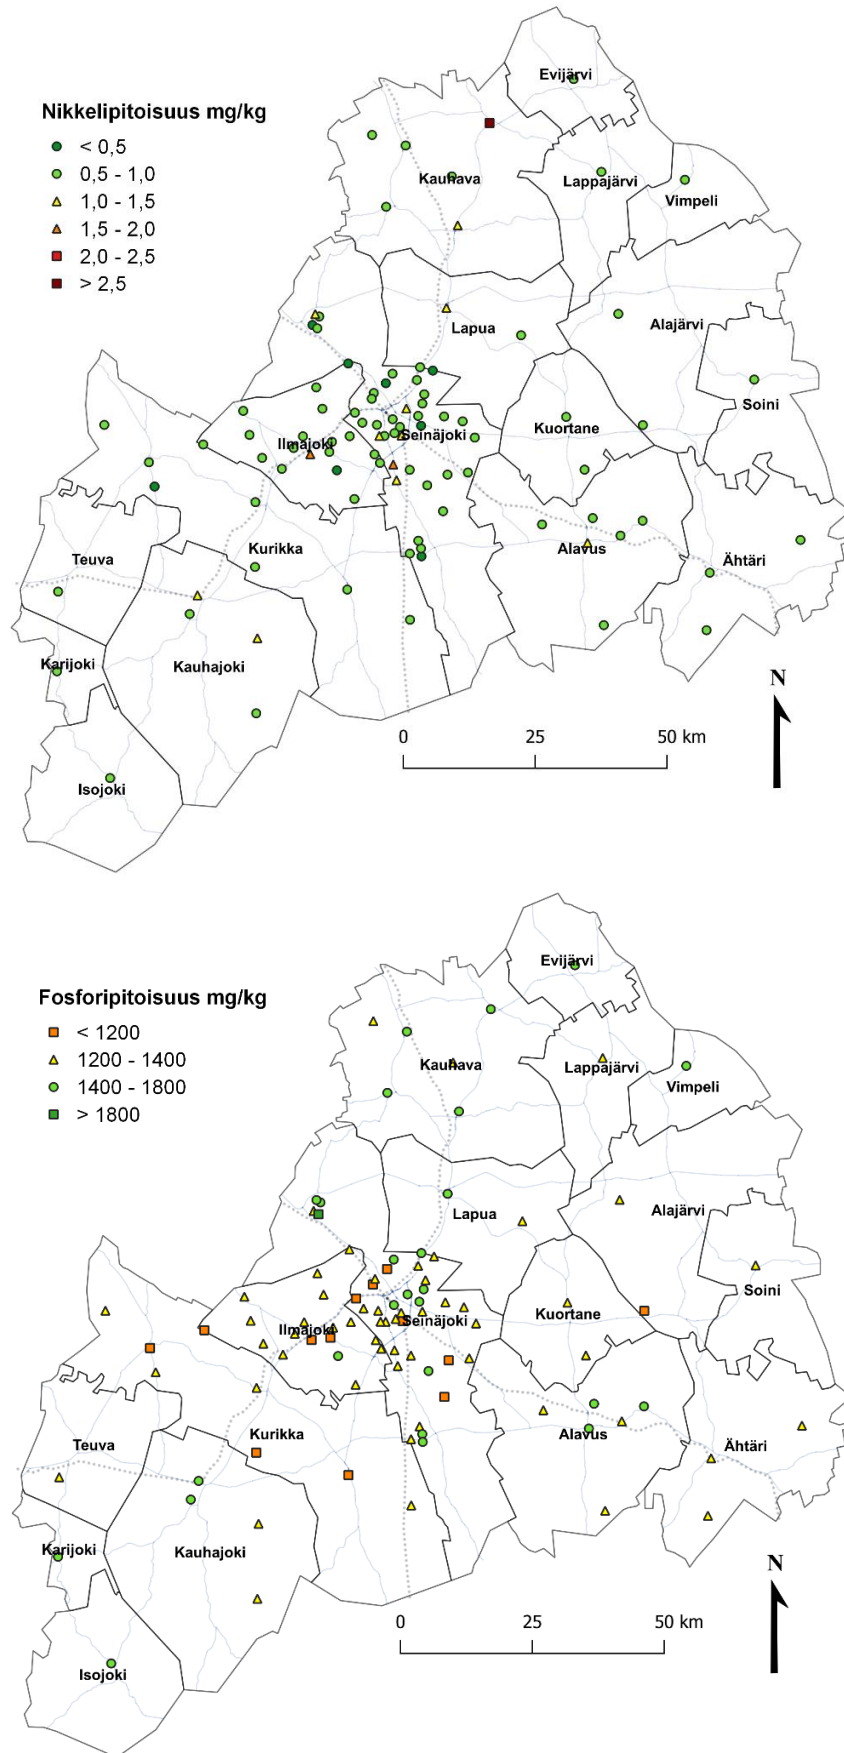 Evijärvi
Nikkelipitoisuus mg/kg
< 0,5
0,5 - 1,0
1,0 - 1,5
1,5 - 2,0
2,0 - 2,5
> 2,5
Kauhava
Lappajärvi
Vimpeli
Lapua
Alajärvi
Soini
Kuortane
Seinäjoki
Ilmajoki
Kurikka
Alavus
Teuva
Ähtäri
Karijoki
Kauhajoki
N
0 25 50 km
Isojoki
Evijärvi
Fosforipitoisuus mg/kg
< 1200
1200 - 1400
1400 - 1800
> 1800
Kauhava
Lappajärvi
Vimpeli
Lapua
Alajärvi
Soini
Kuortane
Seinäjoki
Ilmajoki
Kurikka
Alavus
Teuva
Ähtäri
Karijoki
Kauhajoki
N
0 25 50 km
Isojoki